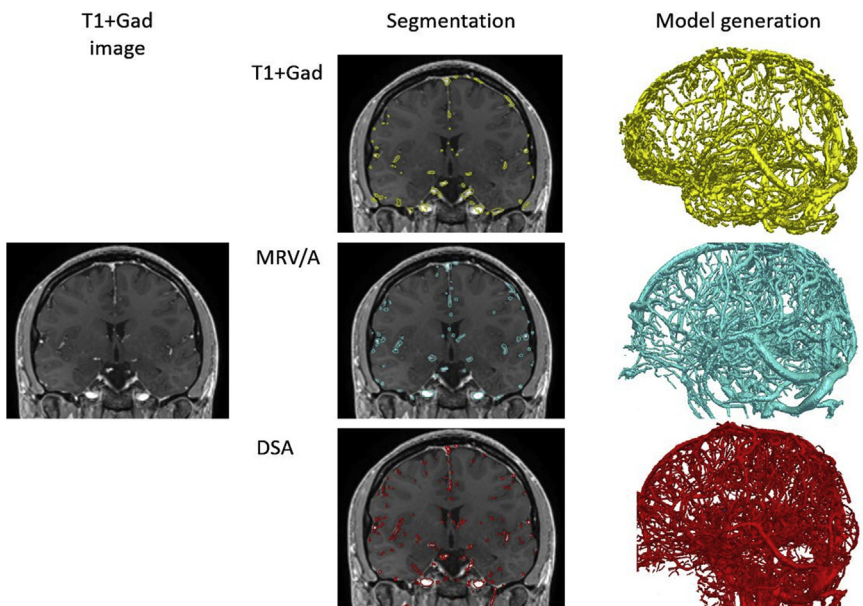 T1+Gad
image
Segmentation
Model generation
T1+Gad
MRV/A
DSA